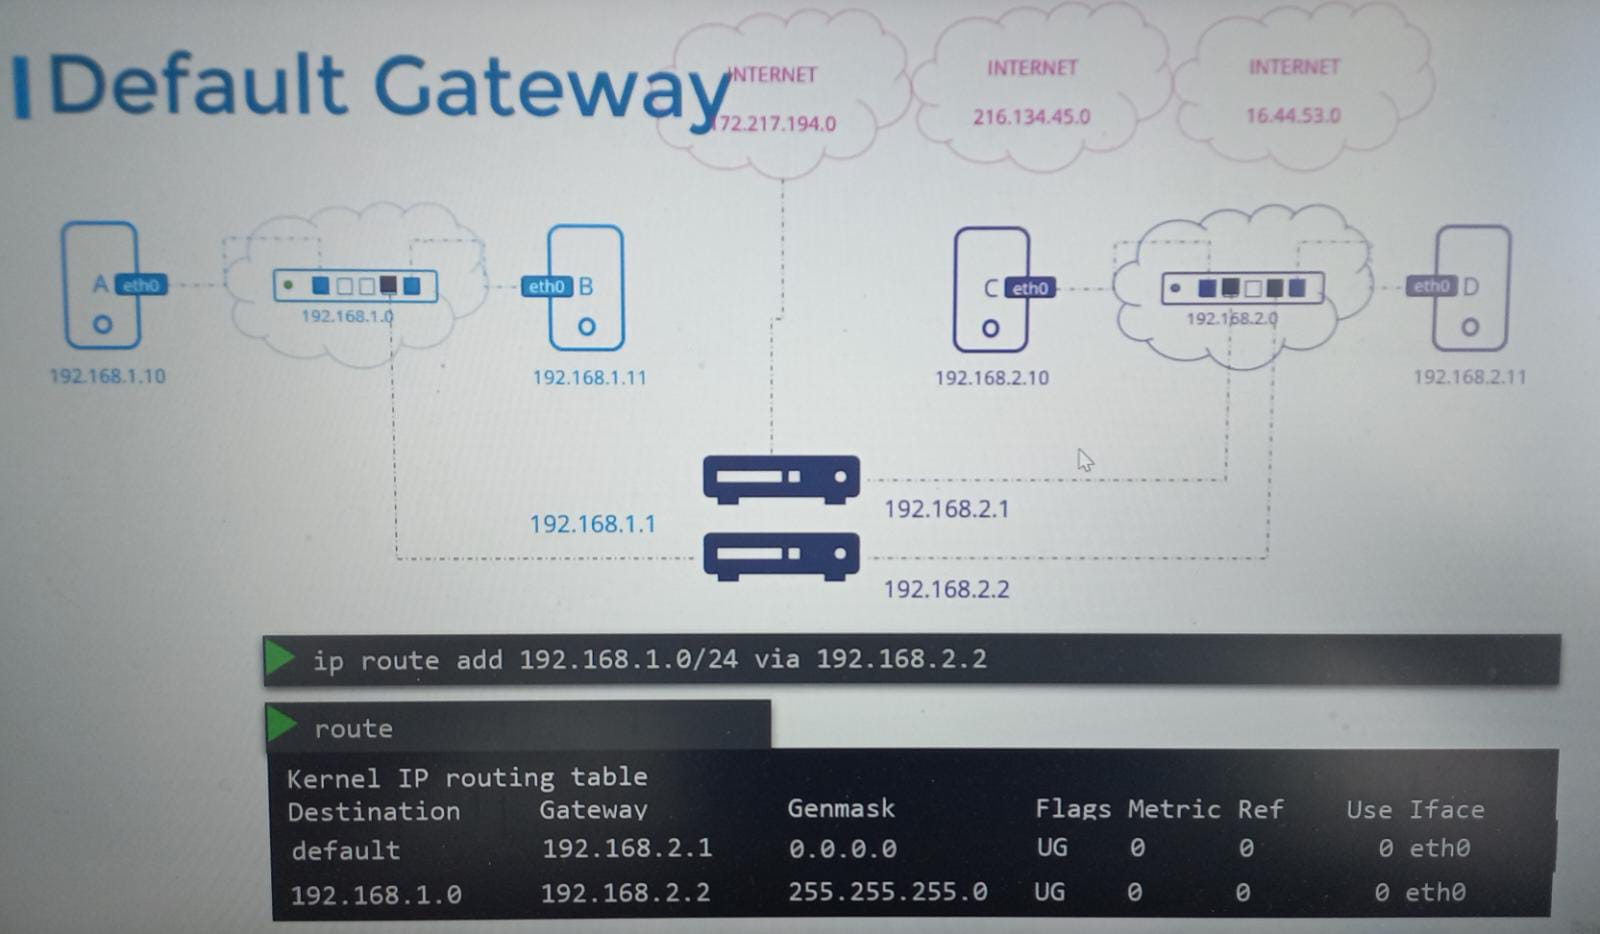 Default Gateway
INTERNET
172.217.194.0
INTERNET
216.134.45.0
INTERNET
16.44.53.0
A eth0
192.168.1.10
192.168.1.0
eth0 B
192.168.1.11
C eth0
192.168.2.10
192.168.2.0
eth0 D
192.168.2.11
192.168.1.1
192.168.2.1
192.168.2.2
ip route add 192.168.1.0/24 via 192.168.2.2
route
Kernel IP routing table
Destination Gateway Genmask Flags Metric Ref Use Iface
default 192.168.2.1 0.0.0.0 UG 0 0 0 eth0
192.168.1.0 192.168.2.2 255.255.255.0 UG 0 0 0 eth0